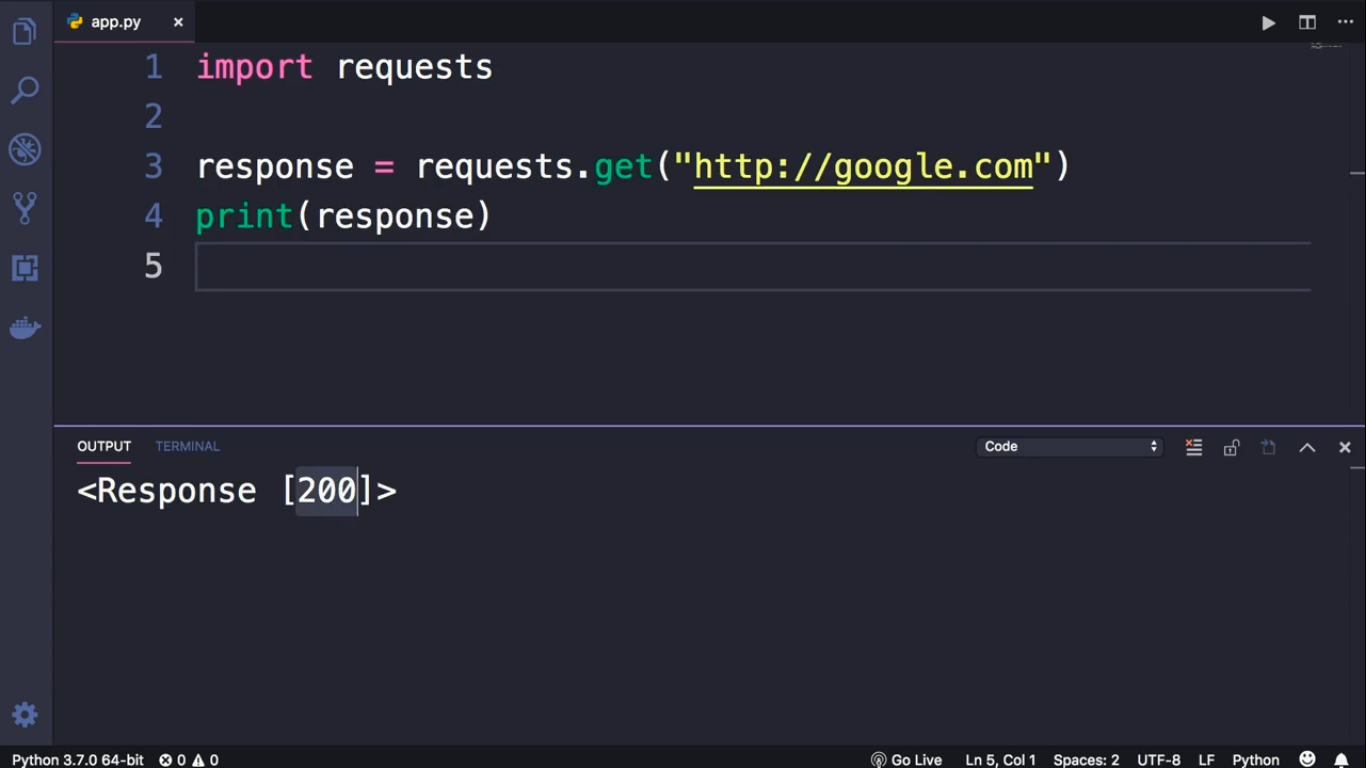 app.py
1 import requests
2
3 response = requests.get("http://google.com")
4 print(response)
5
OUTPUT TERMINAL Code
<Response [200]>
Python 3.7.0 64-bit 0 0 Go Live Ln 5, Col 1 Spaces: 2 UTF-8 LF Python